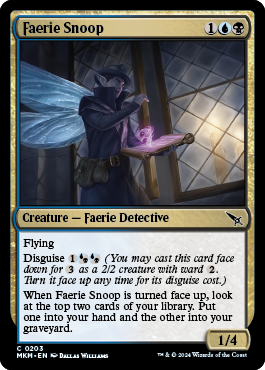 Faerie Snoop 1
Creature — Faerie Detective
Flying
Disguise 1 (You may cast this card face
down for 3 as a 2/2 creature with ward 2.
Turn it face up any time for its disguise cost.)
When Faerie Snoop is turned face up, look
at the top two cards of your library. Put
one into your hand and the other into your
graveyard.
1/4
C 0203
MKM • EN Dallas Williams
™ & © 2024 Wizards of the Coast